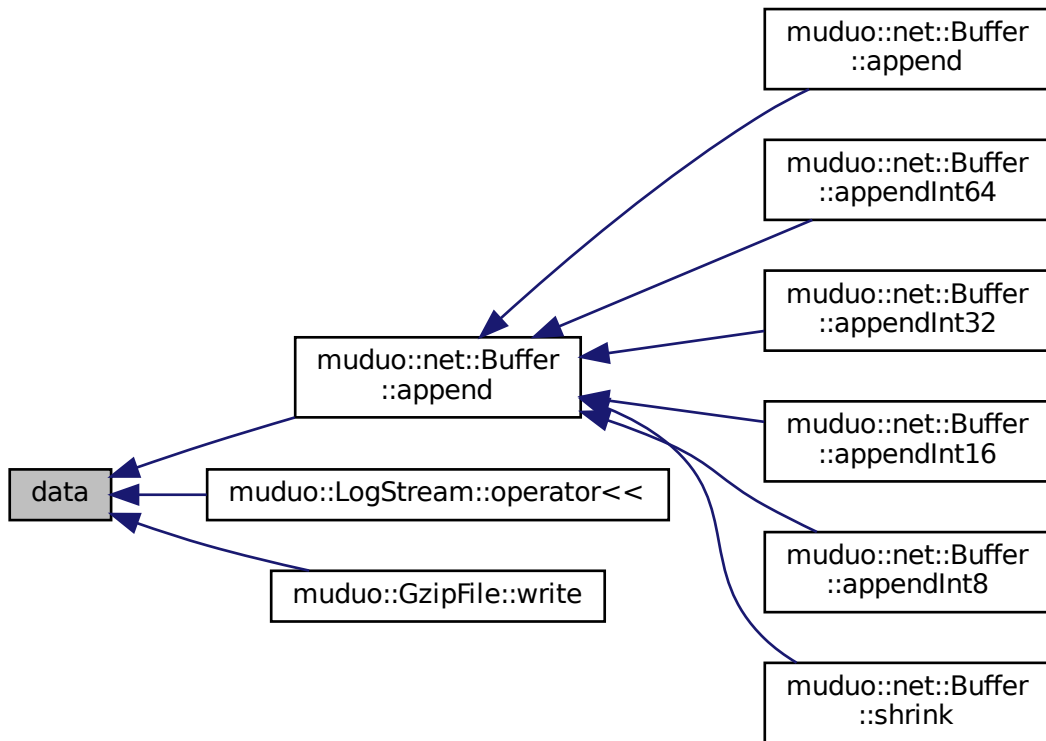 data
muduo::net::Buffer
::append
muduo::LogStream::operator<<
muduo::GzipFile::write
muduo::net::Buffer
::append
muduo::net::Buffer
::appendInt64
muduo::net::Buffer
::appendInt32
muduo::net::Buffer
::appendInt16
muduo::net::Buffer
::appendInt8
muduo::net::Buffer
::shrink